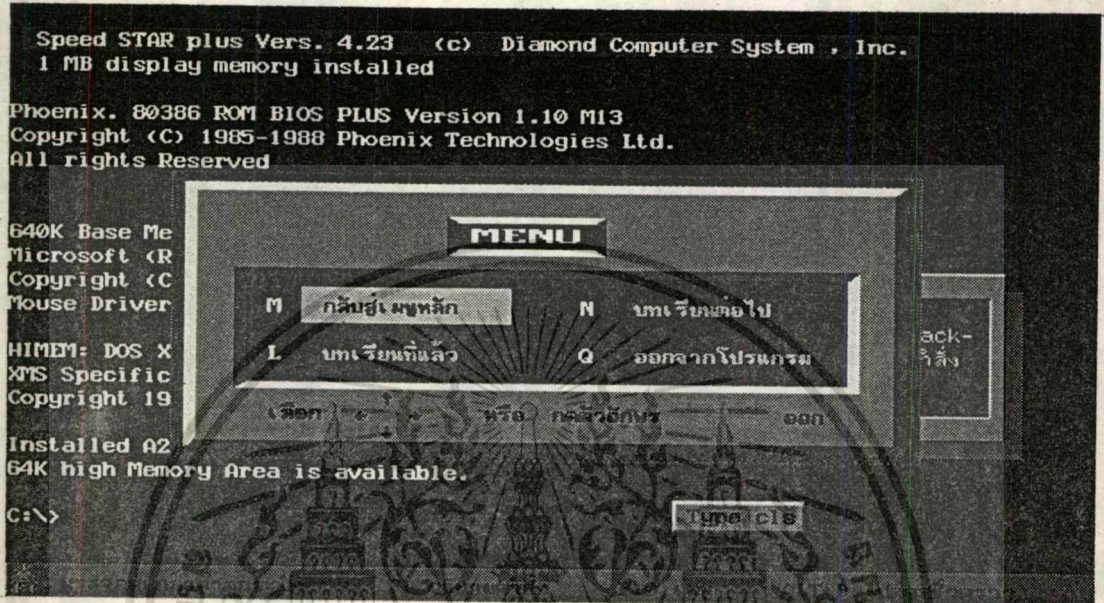 Speed STAR plus Vers. 4.23 (c) Diamond Computer System , Inc.
1 MB display memory installed
Phoenix. 80386 ROM BIOS PLUS Version 1.10 M13
Copyright (C) 1985-1988 Phoenix Technologies Ltd.
All rights Reserved
640K Base Me
Microsoft (R
Copyright (C
Mouse Driver
HIMEM: DOS X
XMS Specific
Copyright 19
Installed A2
64K high Memory Area is available.
C:\>
MENU
M กลับสู่เมนูหลัก N บทเรียนต่อไป
L บทเรียนที่แล้ว Q ออกจากโปรแกรม
เลือก หรือ กดตัวอักษร ออก
ack-
ำสั่ง
Type cls